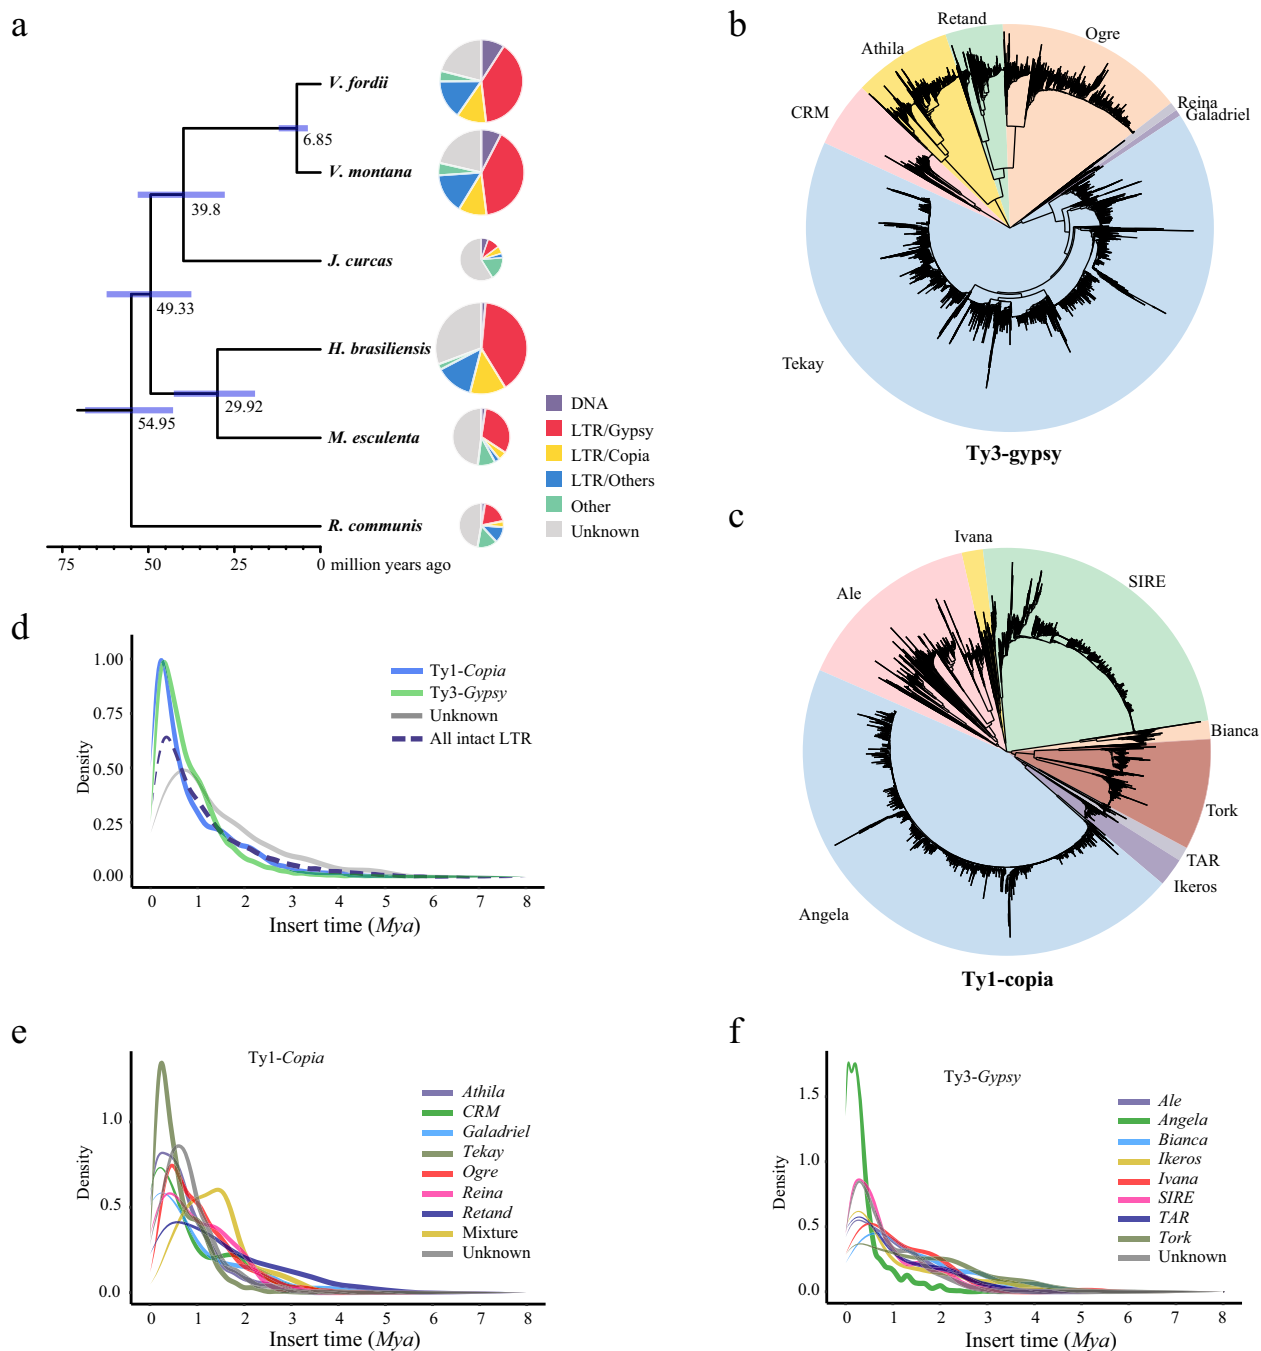 a
V. fordii
6.85
V. montana
39.8
J. curcas
49.33
H. brasiliensis
29.92
54.95
M. esculenta
R. communis
75
50
25
0 million years ago
DNA
LTR/Gypsy
LTR/Copia
LTR/Others
Other
Unknown
b
Retand
Ogre
Athila
Reina
Galadriel
CRM
Tekay
Ty3-gypsy
c
Ivana
SIRE
Ale
Bianca
Tork
TAR
Ikeros
Angela
Ty1-copia
d
1.00
0.75
0.50
0.25
0.00
Density
Ty1-Copia
Ty3-Gypsy
Unknown
All intact LTR
0 1 2 3 4 5 6 7 8
Insert time (Mya)
e
Ty1-Copia
1.0
0.5
0.0
Density
Athila
CRM
Galadriel
Tekay
Ogre
Reina
Retand
Mixture
Unknown
0 1 2 3 4 5 6 7 8
Insert time (Mya)
f
Ty3-Gypsy
1.5
1.0
0.5
0.0
Density
Ale
Angela
Bianca
Ikeros
Ivana
SIRE
TAR
Tork
Unknown
0 1 2 3 4 5 6 7 8
Insert time (Mya)